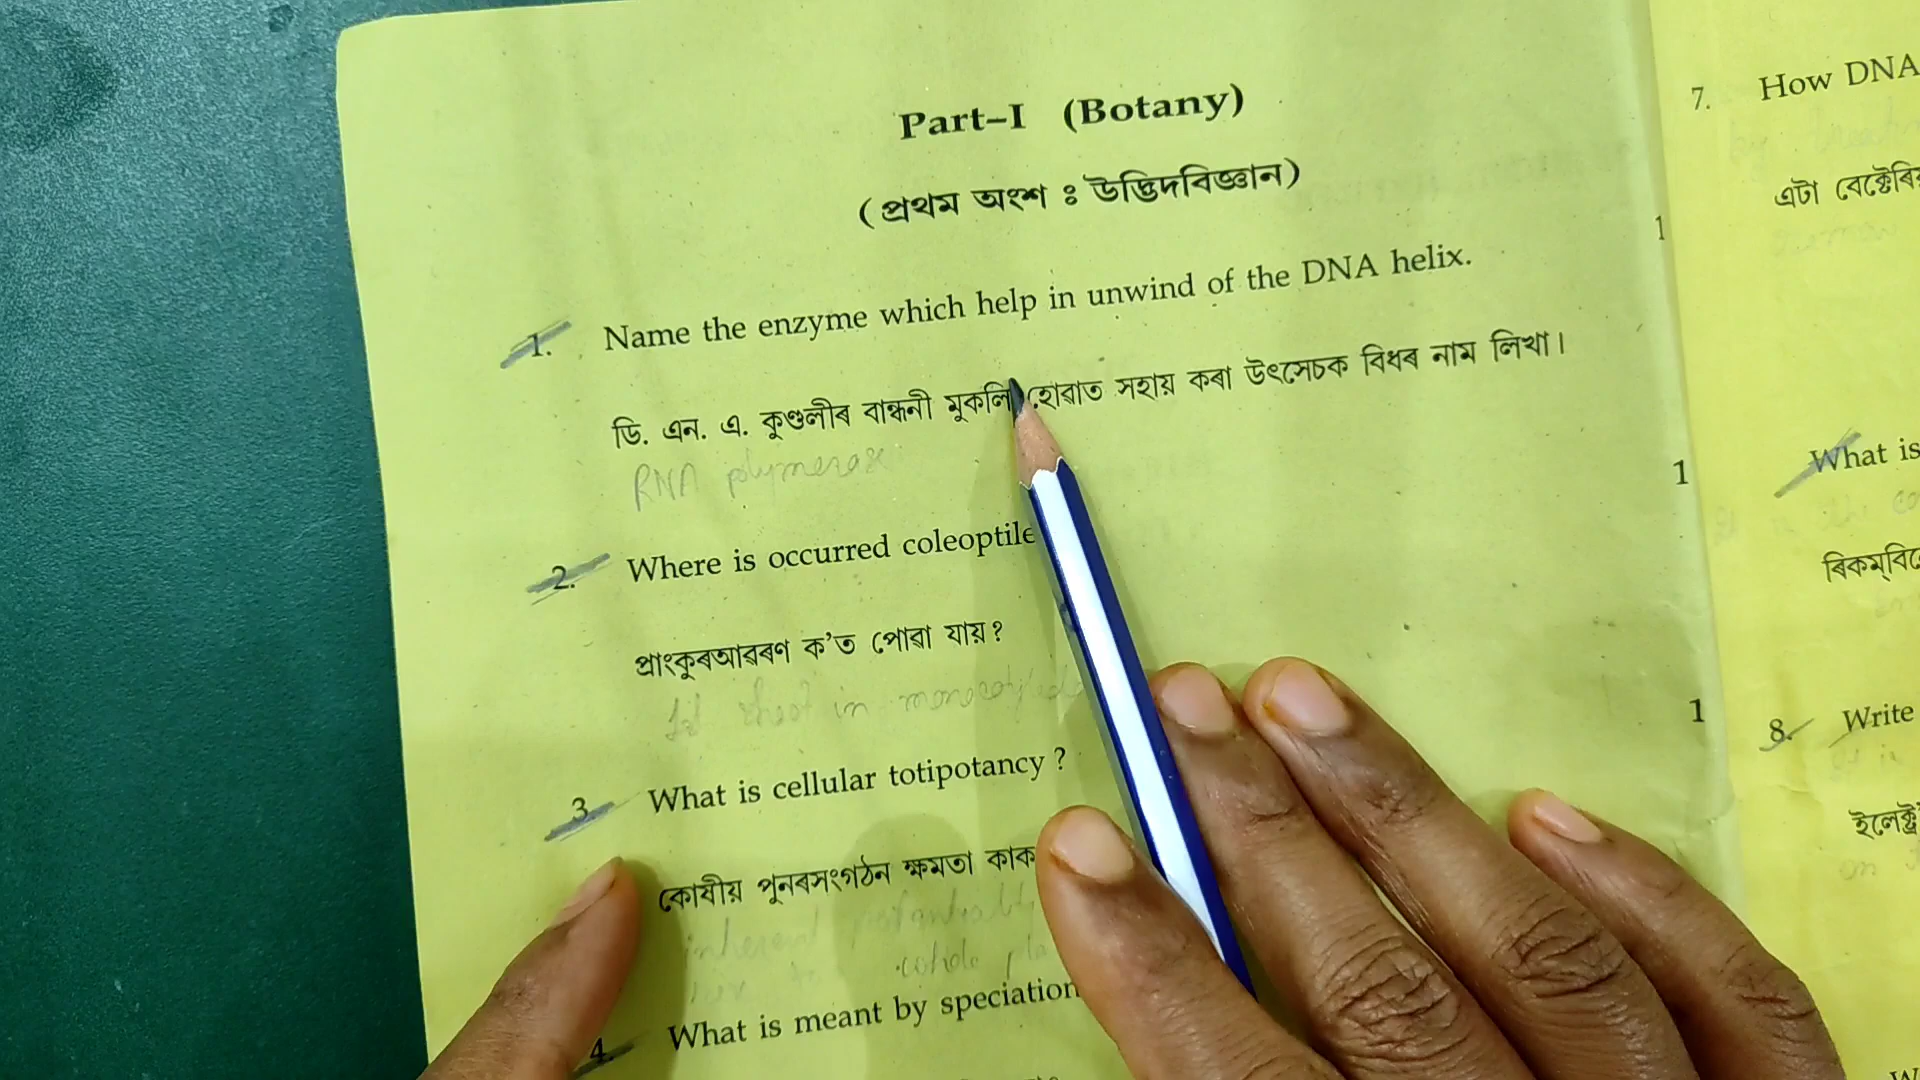 Part–I (Botany)
(প্ৰথম অংশ : উদ্ভিদবিজ্ঞান)
1. Name the enzyme which help in unwind of the DNA helix. 1
ডি. এন. এ. কুণ্ডলীৰ বান্ধনী মুকলি হোৱাত সহায় কৰা উৎসেচক বিধৰ নাম লিখা।
RNA polymerase
2. Where is occurred coleoptile 1
প্ৰাংকুৰআৱৰণ ক'ত পোৱা যায়?
in
3. What is cellular totipotancy ? 1
কোষীয় পুনৰসংগঠন ক্ষমতা কাক
whole
4. What is meant by speciation
7. How DNA
এটা
What is
8. Write